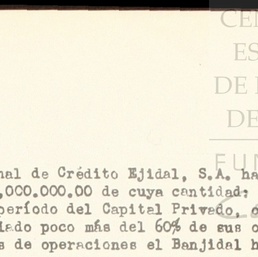 CE
ES
DE
DE
FUN
nal de Crédito Ejidal, S.A. ha
,000.000.00 de cuya cantidad:
período del Capital Privado,
iado poco más del 60% de sus o
s de operaciones el Banjidal h